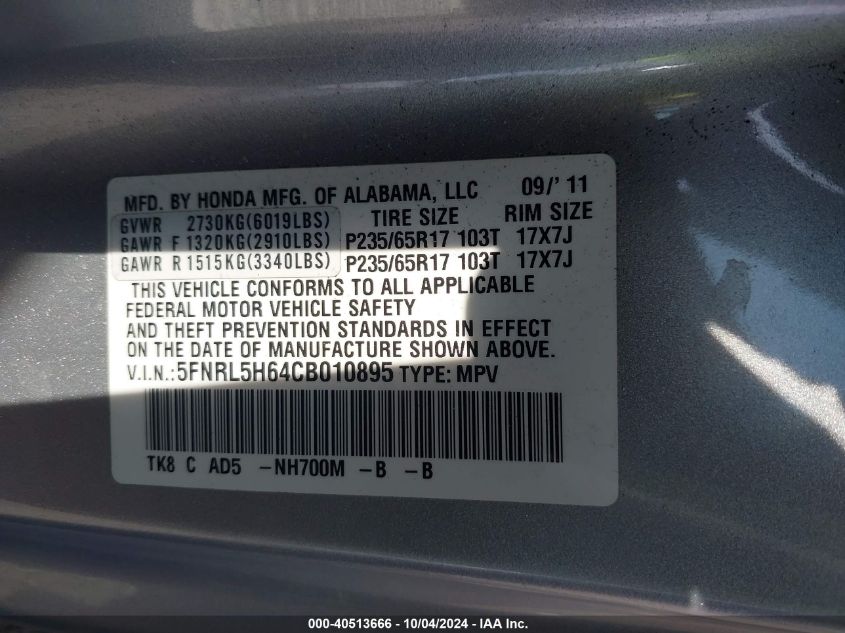 MFD. BY HONDA MFG. OF ALABAMA, LLC 09/'11
GVWR 2730KG(6019LBS) TIRE SIZE RIM SIZE
GAWR F 1320KG(2910LBS) P235/65R17 103T 17X7J
GAWR R 1515KG(3340LBS) P235/65R17 103T 17X7J
THIS VEHICLE CONFORMS TO ALL APPLICABLE
FEDERAL MOTOR VEHICLE SAFETY
AND THEFT PREVENTION STANDARDS IN EFFECT
ON THE DATE OF MANUFACTURE SHOWN ABOVE.
V.I.N.:5FNRL5H64CB010895 TYPE: MPV
TK8 C AD5 -NH700M -B -B
000-40513666 - 10/04/2024 - IAA Inc.